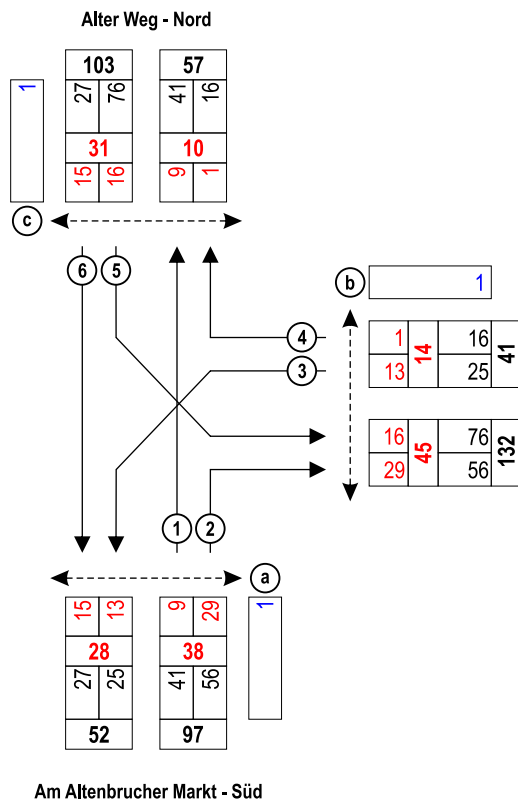 Alter Weg - Nord
103 57
1 27 76 41 16
31 10
15 16 9 1
c
6 5 b 1
4 1 14 16 41
3 13 25
16 45 76 132
29 56
1 2
a
15 13 9 29 1
28 38
27 25 41 56
52 97
Am Altenbrucher Markt - Süd